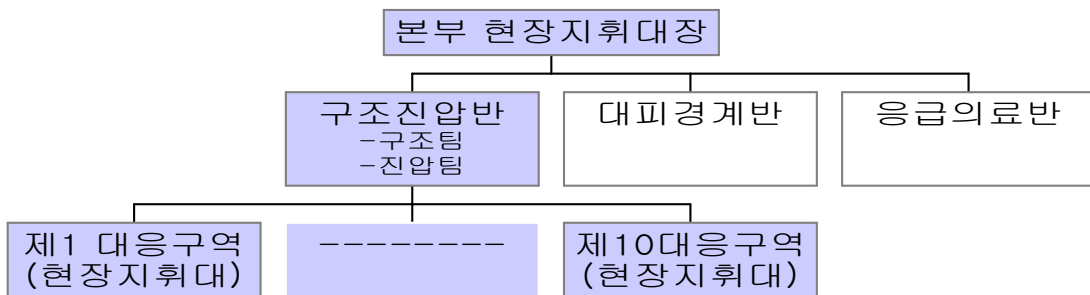 본부 현장지휘대장
구조진압반
-구조팀
-진압팀
대피경계반
응급의료반
제1 대응구역
(현장지휘대)
--------
제10대응구역
(현장지휘대)